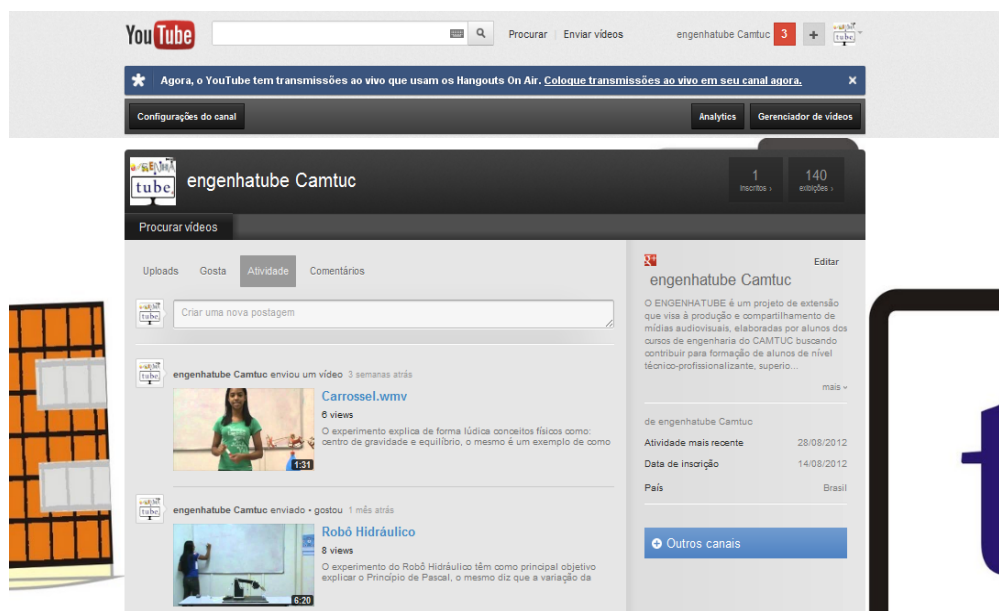 You Tube
Procurar
Enviar vídeos
engenhatube Camtuc
3
+
tube
Agora, o YouTube tem transmissões ao vivo que usam os Hangouts On Air. Coloque transmissões ao vivo em seu canal agora.
×
Configurações do canal
Analytics
Gerenciador de vídeos
tube
engenhatube Camtuc
1
inscritos ›
140
exibições ›
Procurar vídeos
Uploads
Gosta
Atividade
Comentários
tube
Criar uma nova postagem
tube
engenhatube Camtuc enviou um vídeo 3 semanas atrás
Carrossel.wmv
6 views
O experimento explica de forma lúdica conceitos físicos como:
centro de gravidade e equilíbrio, o mesmo é um exemplo de como
1:31
tube
engenhatube Camtuc enviado • gostou 1 mês atrás
Robô Hidráulico
8 views
O experimento do Robô Hidráulico têm como principal objetivo
explicar o Princípio de Pascal, o mesmo diz que a variação da
6:20
Editar
engenhatube Camtuc
O ENGENHATUBE é um projeto de extensão
que visa à produção e compartilhamento de
mídias audiovisuais, elaboradas por alunos dos
cursos de engenharia do CAMTUC buscando
contribuir para formação de alunos de nível
técnico-profissionalizante, superio...
mais
de engenhatube Camtuc
Atividade mais recente 28/08/2012
Data de inscrição 14/08/2012
País Brasil
Outros canais